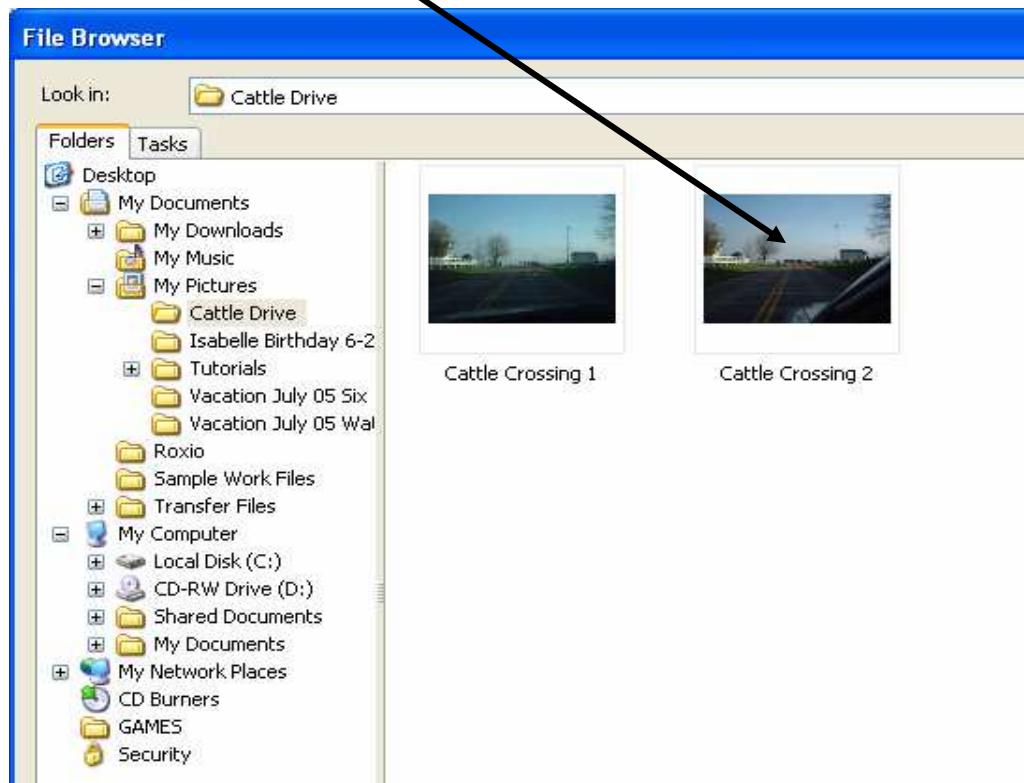 File Browser
Look in: Cattle Drive
Folders Tasks
Desktop
My Documents
My Downloads
My Music
My Pictures
Cattle Drive
Isabelle Birthday 6-2
Tutorials
Vacation July 05 Six
Vacation July 05 Wal
Roxio
Sample Work Files
Transfer Files
My Computer
Local Disk (C:)
CD-RW Drive (D:)
Shared Documents
My Documents
My Network Places
CD Burners
GAMES
Security
Cattle Crossing 1
Cattle Crossing 2